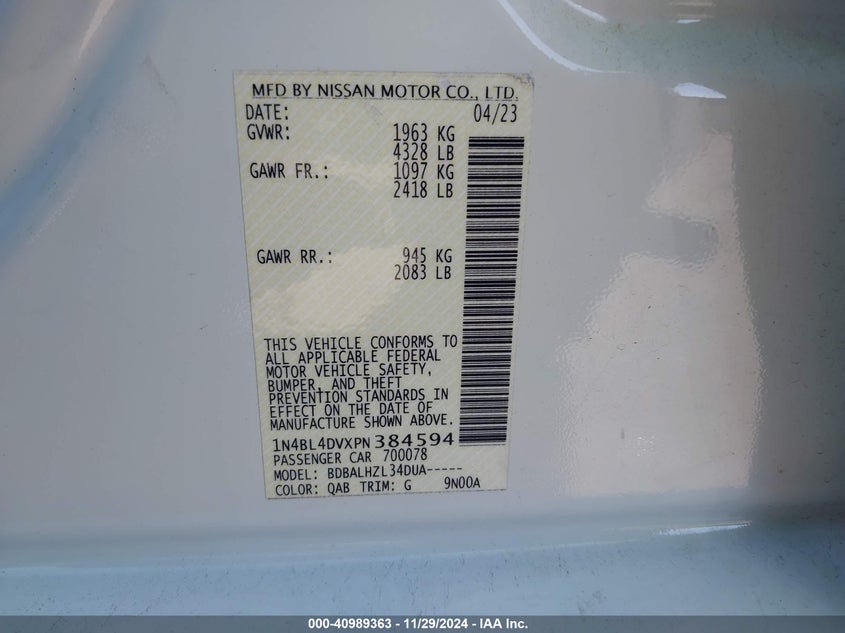 MFD BY NISSAN MOTOR CO., LTD.
DATE: 04/23
GVWR: 1963 KG
4328 LB
GAWR FR.: 1097 KG
2418 LB
GAWR RR.: 945 KG
2083 LB
THIS VEHICLE CONFORMS TO
ALL APPLICABLE FEDERAL
MOTOR VEHICLE SAFETY,
BUMPER, AND THEFT
PREVENTION STANDARDS IN
EFFECT ON THE DATE OF
MANUFACTURE SHOWN ABOVE.
1N4BL4DVXPN384594
PASSENGER CAR 700078
MODEL: BDBALHZL34DUA-----
COLOR: QAB TRIM: G 9N00A
000-40989363 - 11/29/2024 - IAA Inc.